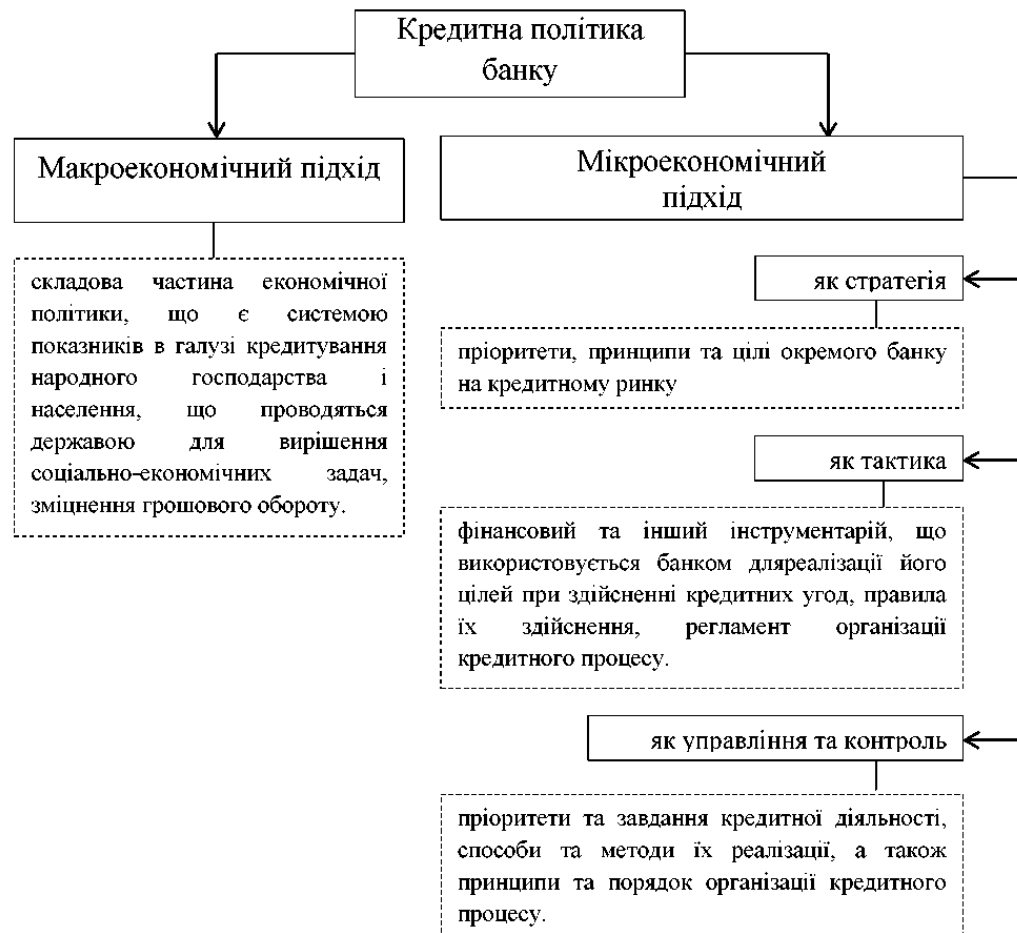 Кредитна політика
банку
Макроекономічний підхід
складова частина економічної
політики, що є системою
показників в галузі кредитування
народного господарства і
населення, що проводяться
державою для вирішення
соціально-економічних задач,
зміцнення грошового обороту.
Мікроекономічний
підхід
як стратегія
пріоритети, принципи та цілі окремого банку
на кредитному ринку
як тактика
фінансовий та інший інструментарій, що
використовується банком дляреалізації його
цілей при здійсненні кредитних угод, правила
їх здійснення, регламент організації
кредитного процесу.
як управління та контроль
пріоритети та завдання кредитної діяльності,
способи та методи їх реалізації, а також
принципи та порядок організації кредитного
процесу.